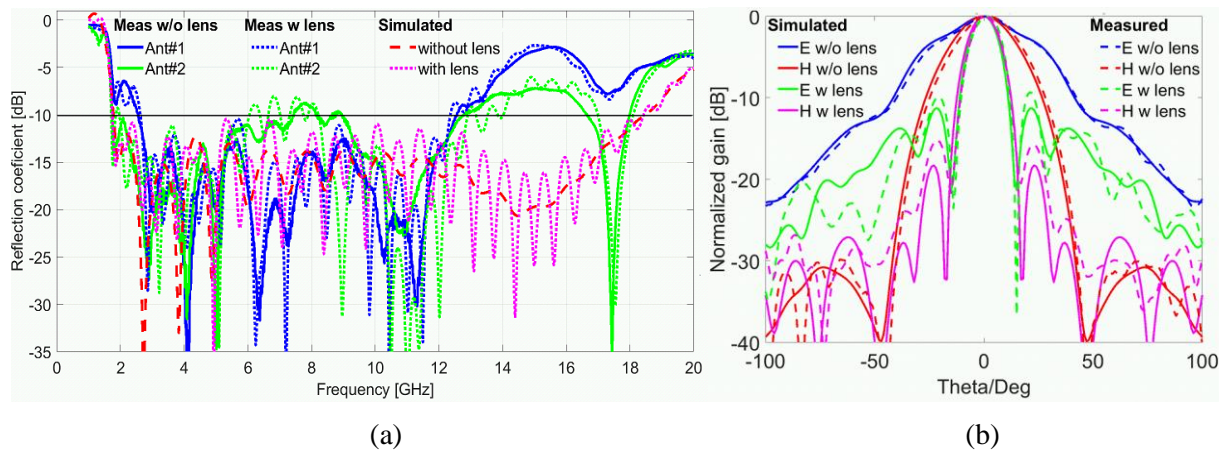 Meas w/o lens
Ant#1
Ant#2
Meas w lens
Ant#1
Ant#2
Simulated
without lens
with lens
0
-5
-10
-15
-20
-25
-30
-35
Reflection coeficient [dB]
0 2 4 6 8 10 12 14 16 18 20
Frequency [GHz]
(a)
Simulated
E w/o lens
H w/o lens
E w lens
H w lens
Measured
E w/o lens
H w/o lens
E w lens
H w lens
0
-10
-20
-30
-40
Normalized gain [dB]
-100 -50 0 50 100
Theta/Deg
(b)